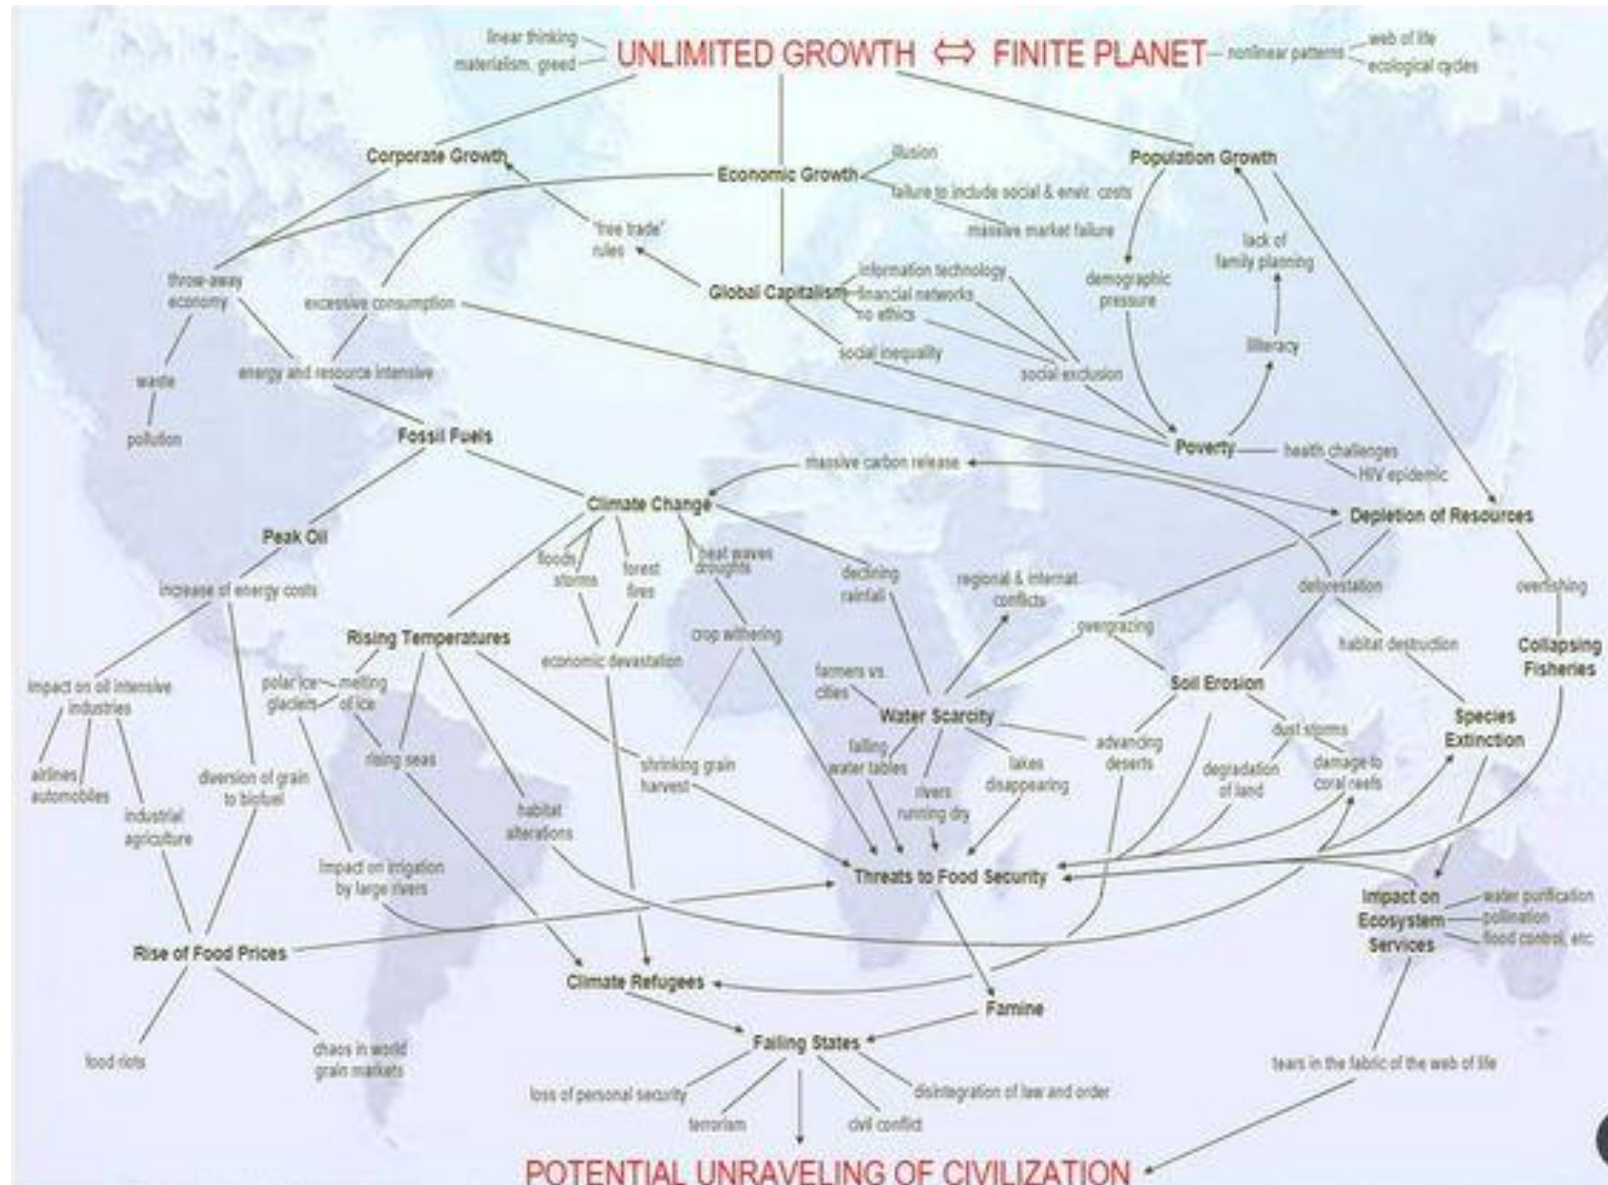 linear thinking
materialism, greed
UNLIMITED GROWTH ⇔ FINITE PLANET
nonlinear patterns
web of life
ecological cycles
Corporate Growth
Economic Growth
illusion
failure to include social & envir. costs
massive market failure
Population Growth
"free trade"
rules
lack of
family planning
demographic
pressure
throw-away
economy
excessive consumption
Global Capitalism
information technology
financial networks
no ethics
social inequality
social exclusion
illiteracy
waste
energy and resource intensive
pollution
Fossil Fuels
Poverty
health challenges
HIV epidemic
massive carbon release
Climate Change
Depletion of Resources
Peak Oil
floods
storms
forest
fires
heat waves
droughts
declining
rainfall
regional & internat.
conflicts
deforestation
overfishing
increase of energy costs
Rising Temperatures
crop withering
overgrazing
habitat destruction
Collapsing
Fisheries
economic devastation
farmers vs.
cities
Soil Erosion
impact on oil intensive
industries
polar ice
glaciers
melting
of ice
Water Scarcity
Species
Extinction
dust storms
rising seas
shrinking grain
harvest
falling
water tables
rivers
running dry
lakes
disappearing
advancing
deserts
degradation
of land
damage to
coral reefs
airlines
automobiles
diversion of grain
to biofuel
industrial
agriculture
habitat
alterations
Impact on irrigation
by large rivers
Threats to Food Security
Impact on
Ecosystem
Services
water purification
pollination
flood control, etc
Rise of Food Prices
Climate Refugees
Famine
Failing States
food riots
chaos in world
grain markets
loss of personal security
terrorism
civil conflict
disintegration of law and order
tears in the fabric of the web of life
POTENTIAL UNRAVELING OF CIVILIZATION